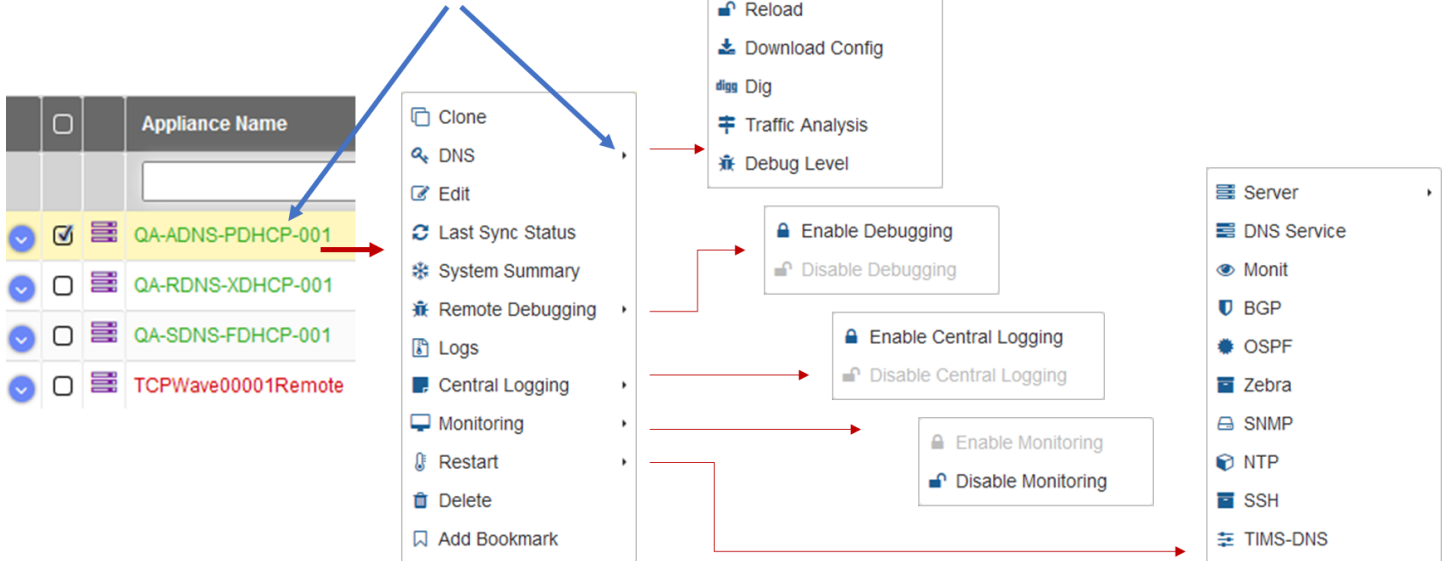 Appliance Name
QA-ADNS-PDHCP-001
QA-RDNS-XDHCP-001
QA-SDNS-FDHCP-001
TCPWave00001Remote
Clone
DNS
Edit
Last Sync Status
System Summary
Remote Debugging
Logs
Central Logging
Monitoring
Restart
Delete
Add Bookmark
Reload
Download Config
digg Dig
Traffic Analysis
Debug Level
Enable Debugging
Disable Debugging
Enable Central Logging
Disable Central Logging
Enable Monitoring
Disable Monitoring
Server
DNS Service
Monit
BGP
OSPF
Zebra
SNMP
NTP
SSH
TIMS-DNS